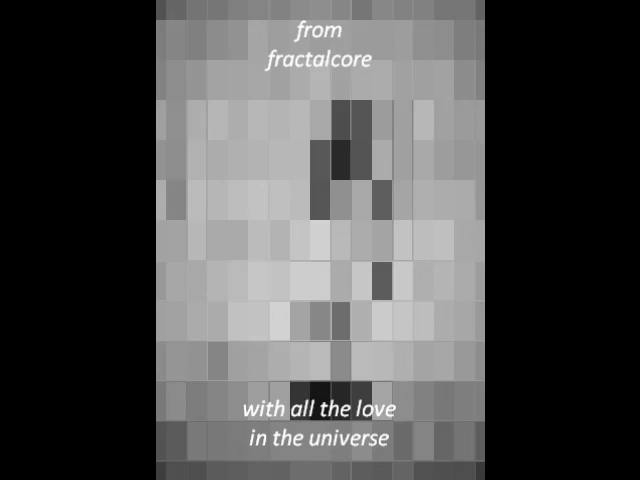 from
fractalcore
with all the love
in the universe